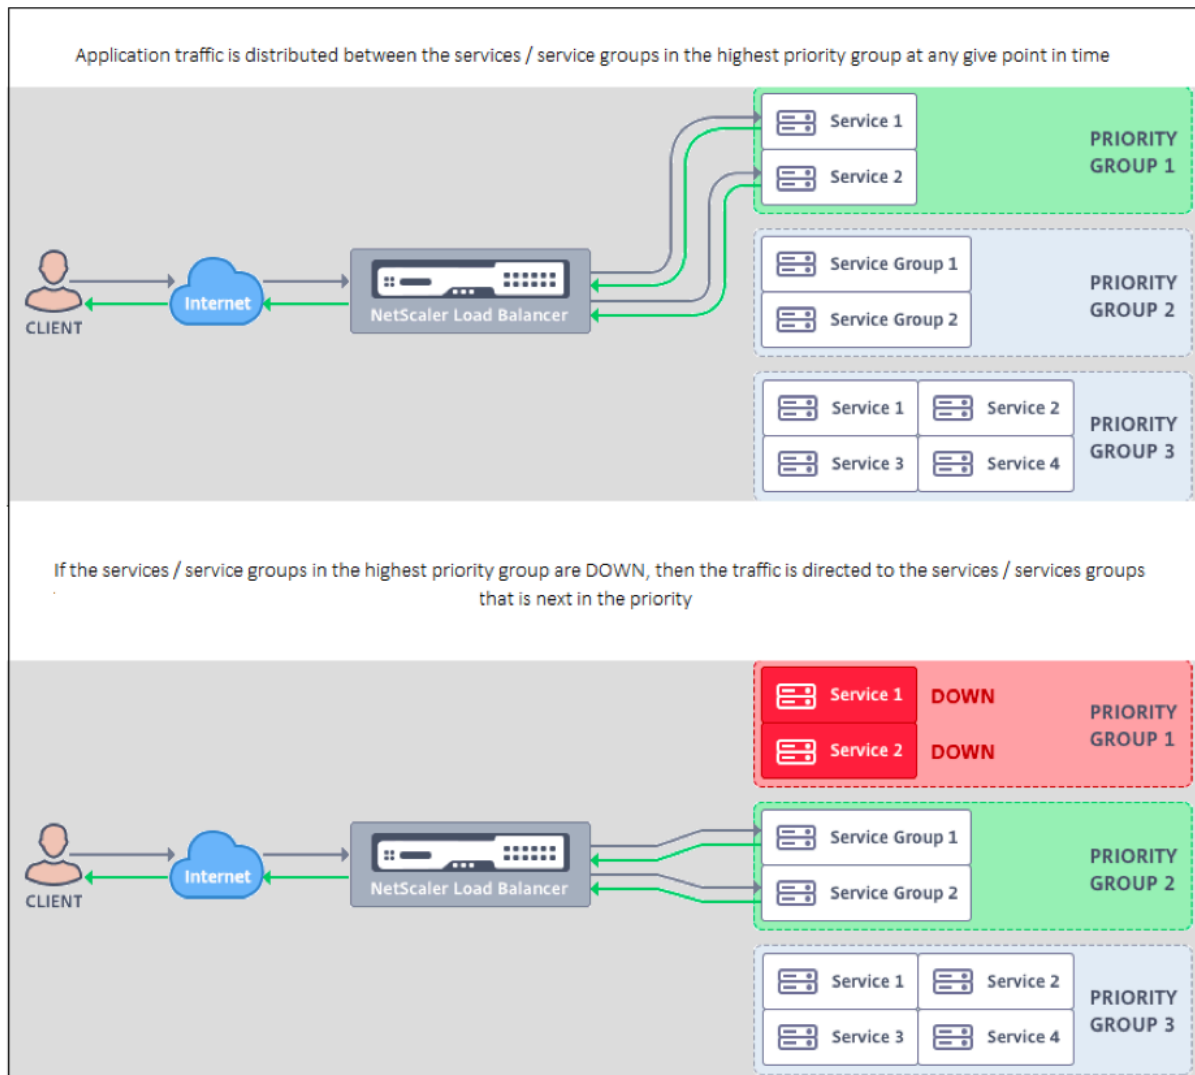 Application traffic is distributed between the services / service groups in the highest priority group at any give point in time
Service 1
Service 2
PRIORITY
GROUP 1
Service Group 1
Service Group 2
PRIORITY
GROUP 2
CLIENT
Internet
NetScaler Load Balancer
Service 1
Service 2
Service 3
Service 4
PRIORITY
GROUP 3
If the services / service groups in the highest priority group are DOWN, then the traffic is directed to the services / services groups
that is next in the priority
Service 1
DOWN
Service 2
DOWN
PRIORITY
GROUP 1
Service Group 1
Service Group 2
PRIORITY
GROUP 2
CLIENT
Internet
NetScaler Load Balancer
Service 1
Service 2
Service 3
Service 4
PRIORITY
GROUP 3